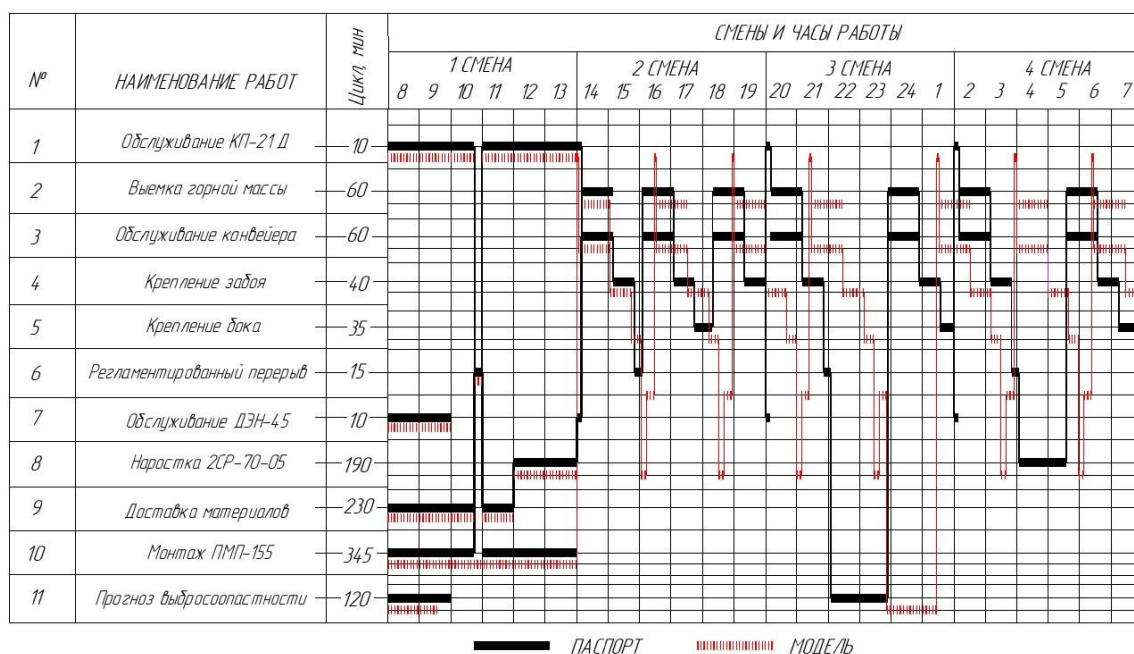 № НАИМЕНОВАНИЕ РАБОТ Цикл, мин СМЕНЫ И ЧАСЫ РАБОТЫ
1 СМЕНА 2 СМЕНА 3 СМЕНА 4 СМЕНА
8 9 10 11 12 13 14 15 16 17 18 19 20 21 22 23 24 1 2 3 4 5 6 7
1 Обслуживание КП-21 Д 10
2 Выемка горной массы 60
3 Обслуживание конвейера 60
4 Крепление забоя 40
5 Крепление бока 35
6 Регламентированный перерыв 15
7 Обслуживание ДЭН-45 10
8 Наростка 2СР-70-05 190
9 Доставка материалов 230
10 Монтаж ПМП-155 345
11 Прогноз выбросоопастности 120
ПАСПОРТ МОДЕЛЬ